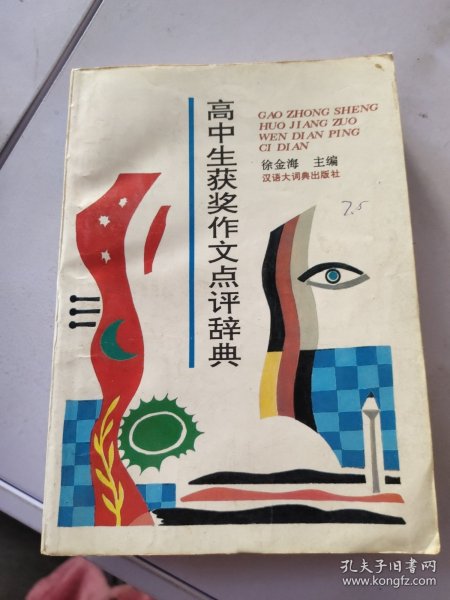 高中生获奖作文点评辞典
GAO ZHONG SHENG
HUO JIANG ZUO
WEN DIAN PING
CI DIAN
徐金海 主编
汉语大词典出版社
7.5
孔夫子旧书网
www.kongfz.com